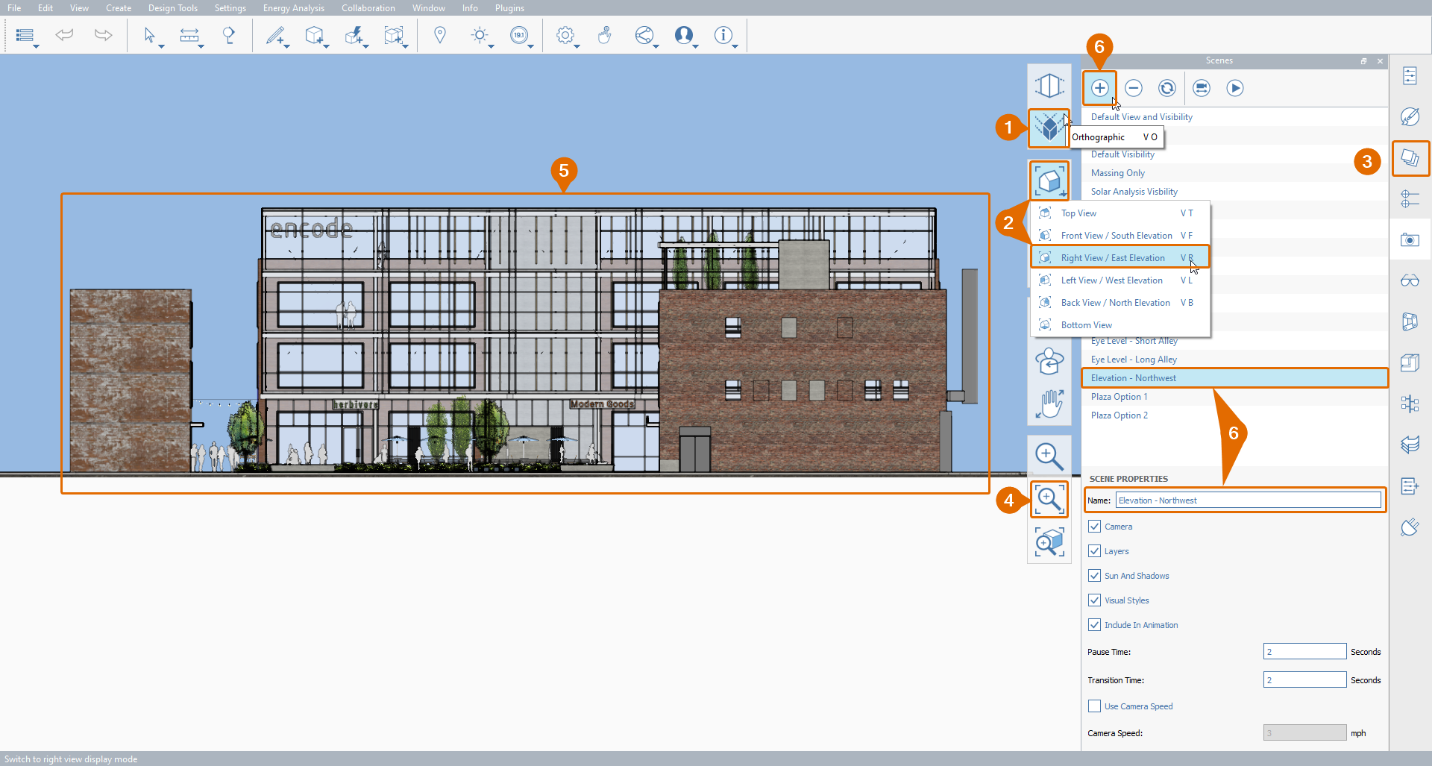 File Edit View Create Design Tools Settings Energy Analysis Collaboration Window Info Plugins
191
6
Scenes
Default View and Visibility
1
Orthographic V O
Default Visibility
3
Massing Only
5
Solar Analysis Visbility
2
Top View V T
Front View / South Elevation V F
Right View / East Elevation V R
Left View / West Elevation V L
Back View / North Elevation V B
Bottom View
encode
Eye Level - Short Alley
Eye Level - Long Alley
Elevation - Northwest
Plaza Option 1
Plaza Option 2
herbivore
Modern Goods
6
SCENE PROPERTIES
4
Name: Elevation - Northwest
Camera
Layers
Sun And Shadows
Visual Styles
Include In Animation
Pause Time: 2 Seconds
Transition Time: 2 Seconds
Use Camera Speed
Camera Speed: 3 mph
Switch to right view display mode